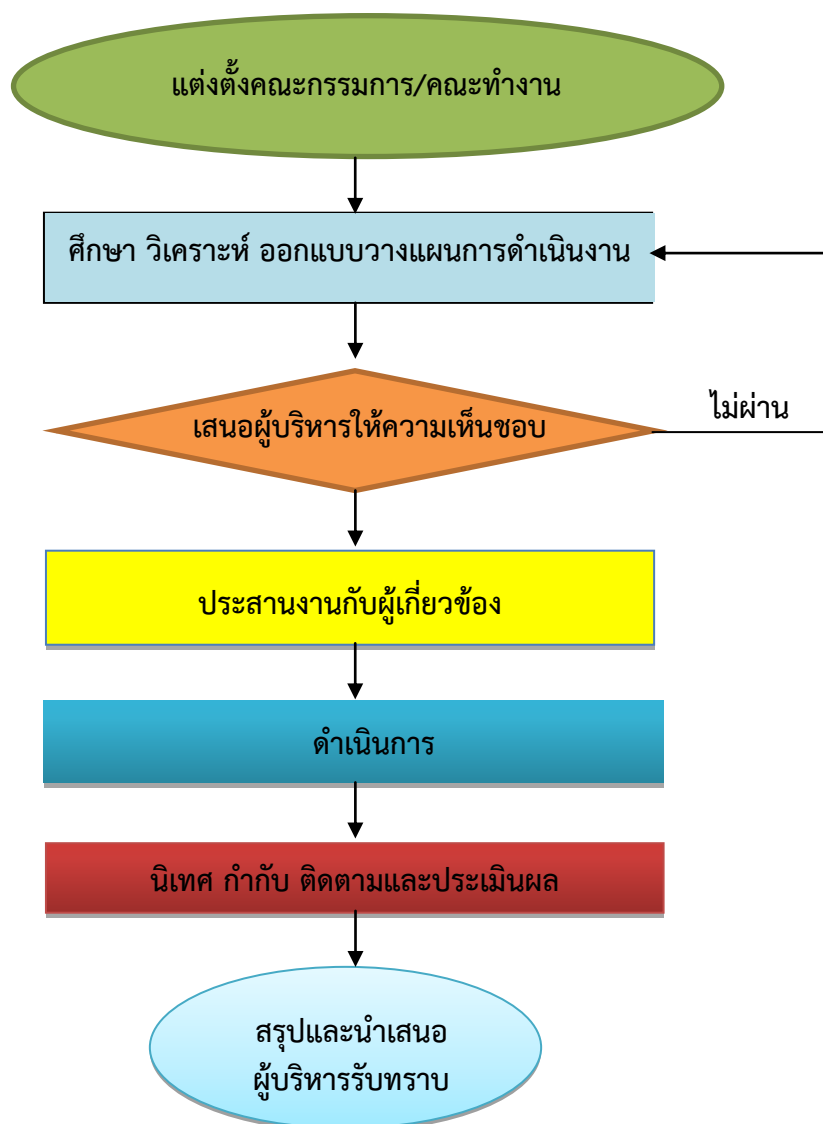 แต่งตั้งคณะกรรมการ/คณะทำงาน
ศึกษา วิเคราะห์ ออกแบบวางแผนการดำเนินงาน
เสนอผู้บริหารให้ความเห็นชอบ
ไม่ผ่าน
ประสานงานกับผู้เกี่ยวข้อง
ดำเนินการ
นิเทศ กำกับ ติดตามและประเมินผล
สรุปและนำเสนอ
ผู้บริหารรับทราบ